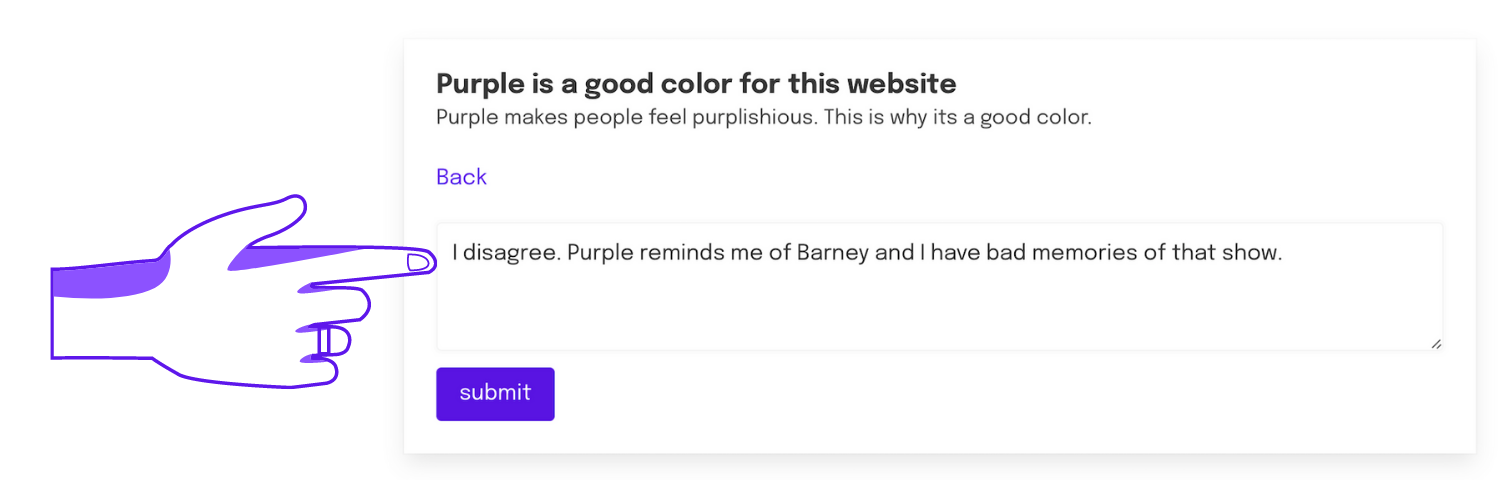 Purple is a good color for this website
Purple makes people feel purplishious. This is why its a good color.
Back
I disagree. Purple reminds me of Barney and I have bad memories of that show.
submit